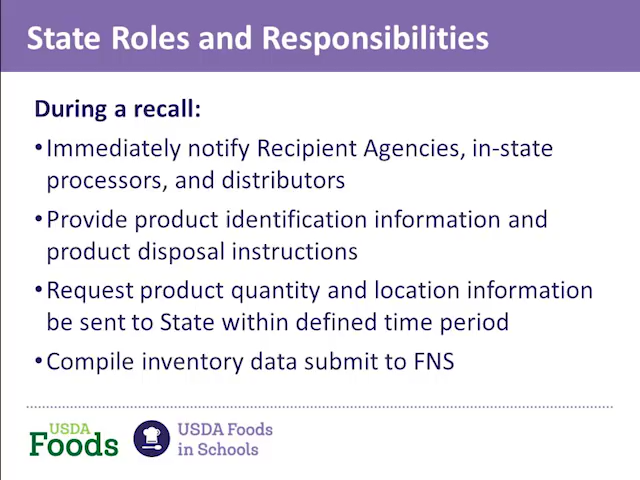 State Roles and Responsibilities
During a recall:
•Immediately notify Recipient Agencies, in-state
processors, and distributors
•Provide product identification information and
product disposal instructions
•Request product quantity and location information
be sent to State within defined time period
•Compile inventory data submit to FNS
USDA
Foods
USDA Foods
in Schools